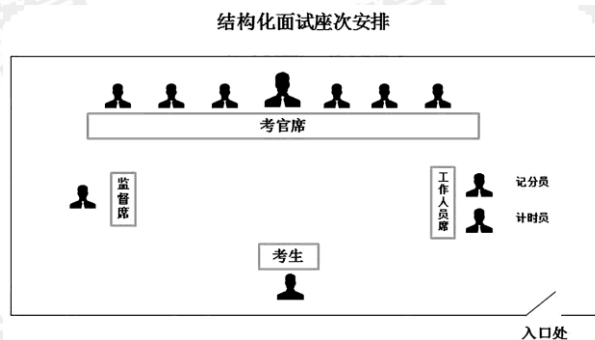 结构化面试座次安排
考官席
监督席
工作人员席
记分员
计时员
考生
入口处